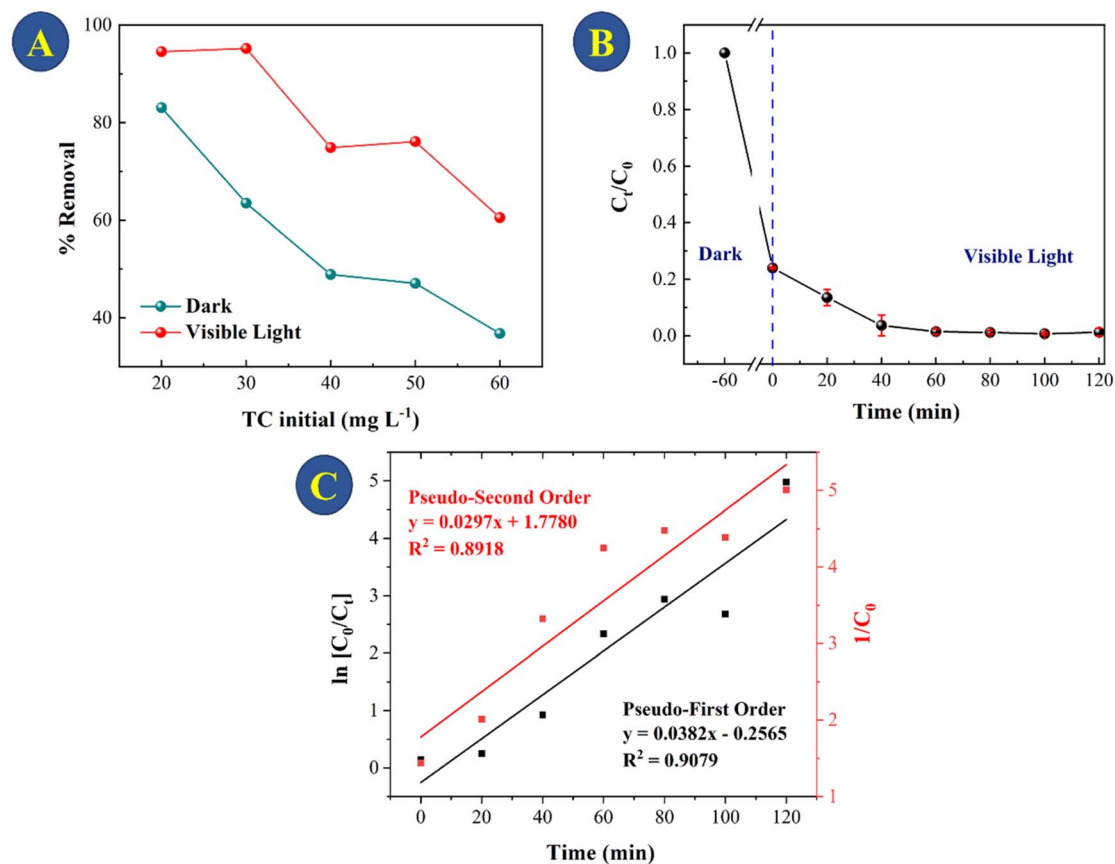 A
100
80
60
40
% Removal
Dark
Visible Light
20 30 40 50 60
TC initial (mg L⁻¹)
B
1.0
0.8
0.6
0.4
0.2
0.0
Cₜ/C₀
Dark
Visible Light
-60 0 20 40 60 80 100 120
Time (min)
C
5
4
3
2
1
0
ln [C₀/Cₜ]
Pseudo-Second Order
y = 0.0297x + 1.7780
R² = 0.8918
Pseudo-First Order
y = 0.0382x - 0.2565
R² = 0.9079
5
4
3
2
1
1/C₀
0 20 40 60 80 100 120
Time (min)